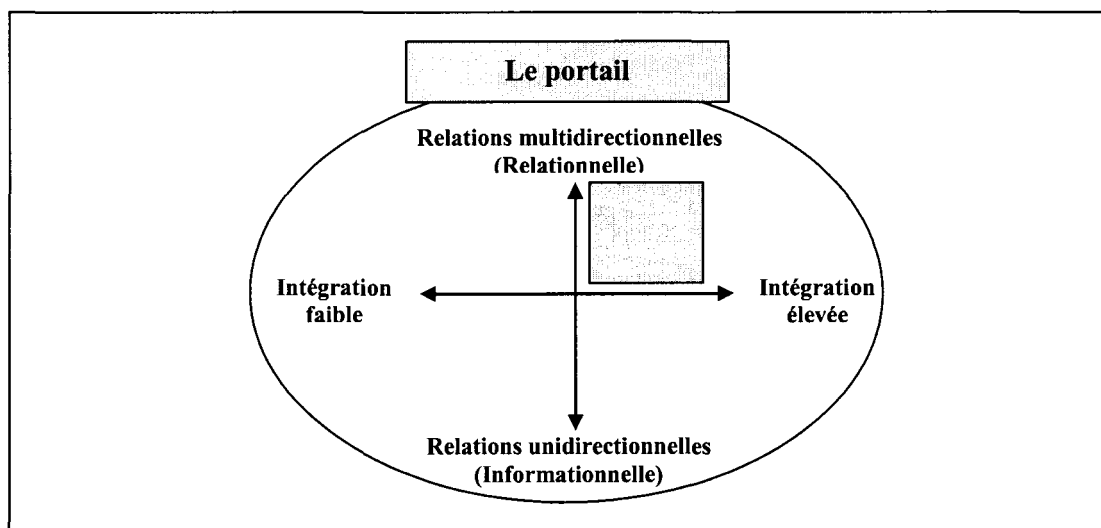 Le portail
Relations multidirectionnelles
(Relationnelle)
Intégration
faible
Intégration
élevée
Relations unidirectionnelles
(Informationnelle)